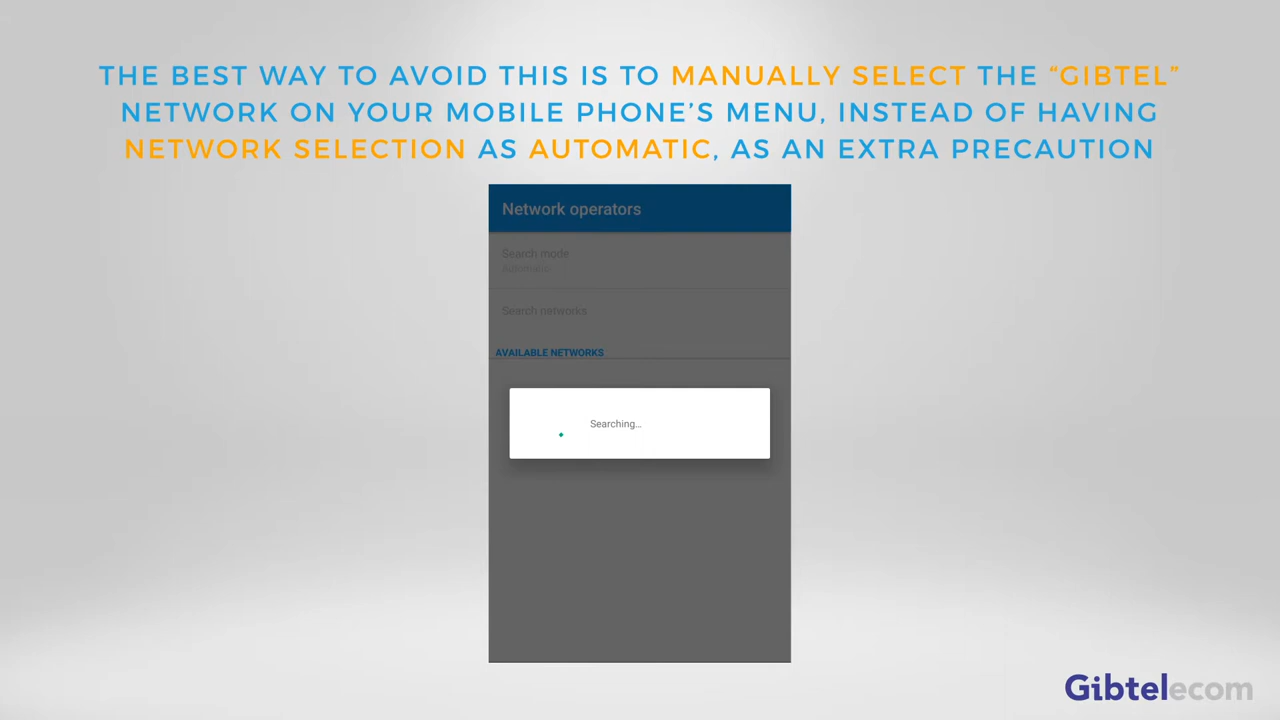 THE BEST WAY TO AVOID THIS IS TO MANUALLY SELECT THE “GIBTEL”
NETWORK ON YOUR MOBILE PHONE’S MENU, INSTEAD OF HAVING
NETWORK SELECTION AS AUTOMATIC, AS AN EXTRA PRECAUTION
Network operators
Search mode
Automatic
Search networks
AVAILABLE NETWORKS
Searching...
Gibtelecom